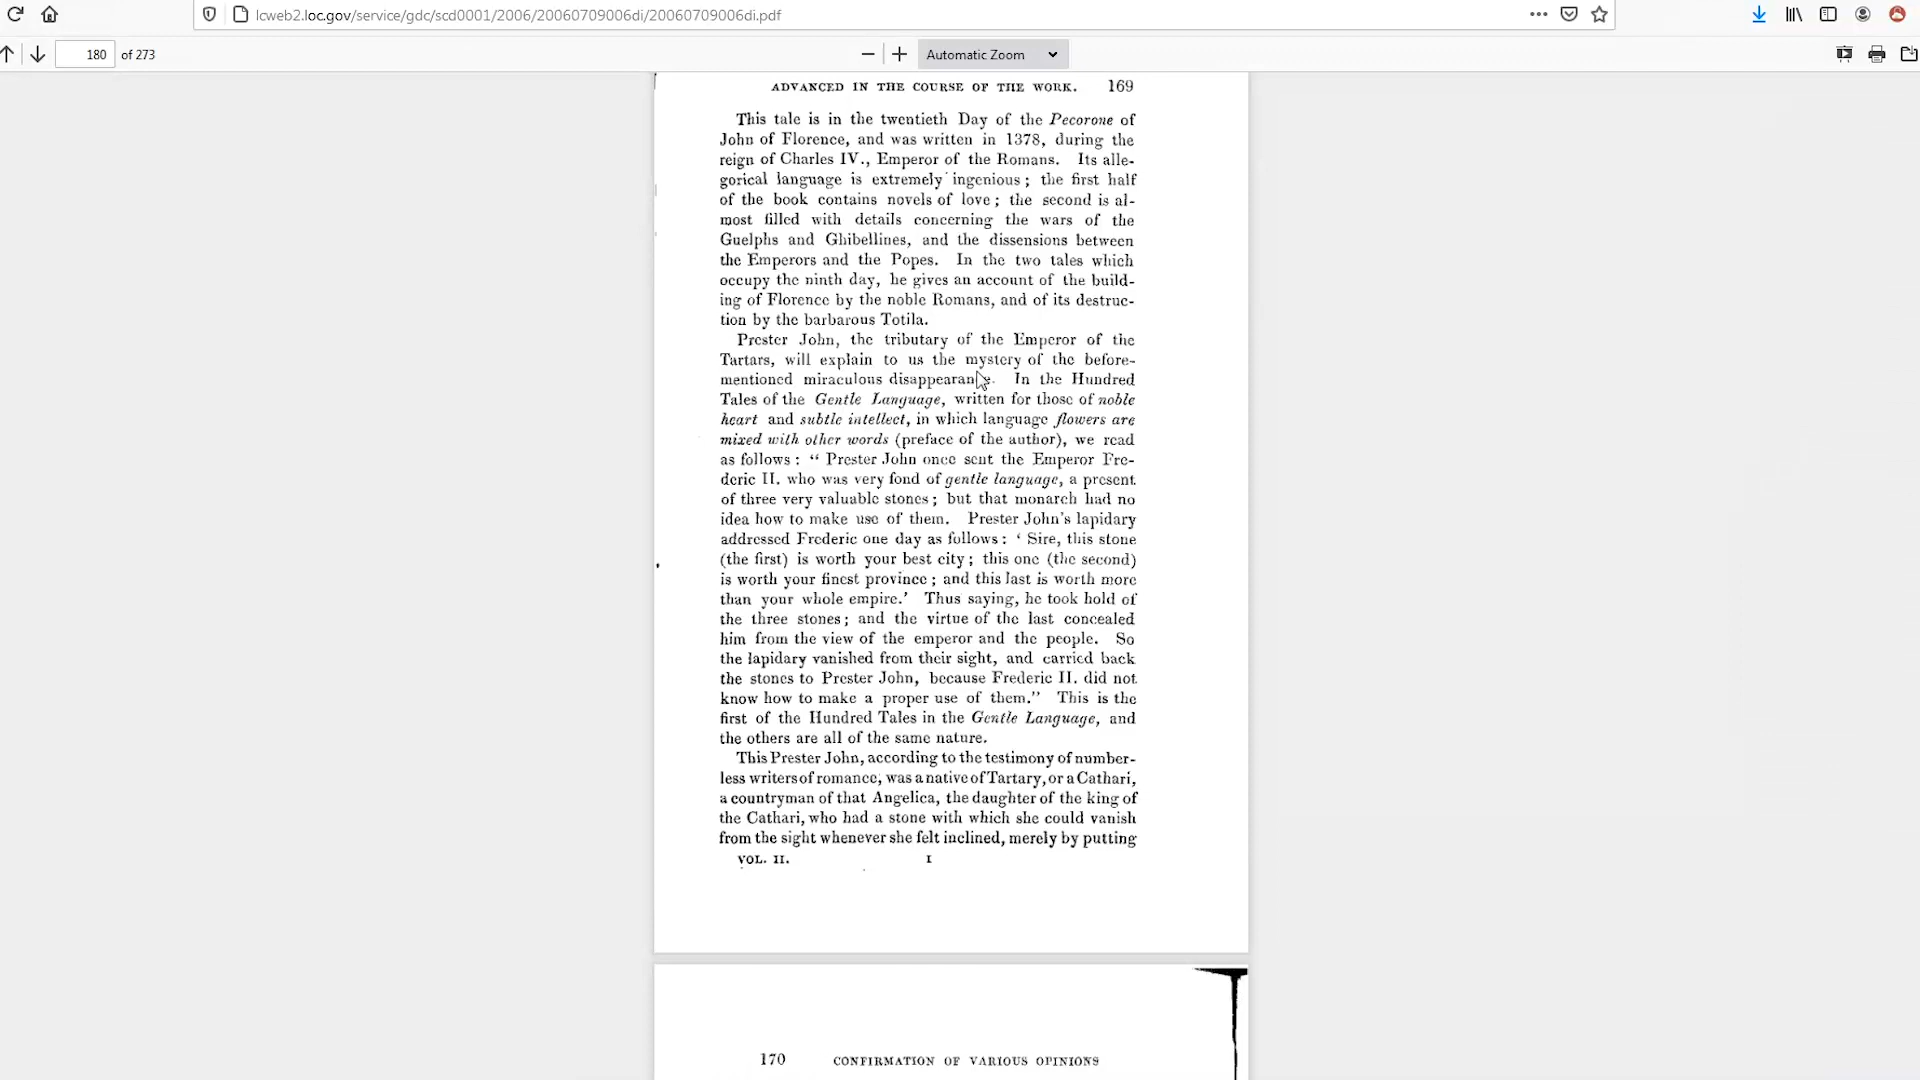 lcweb2.loc.gov/service/gdc/scd0001/2006/20060709006di/20060709006di.pdf
180 of 273
Automatic Zoom
ADVANCED IN THE COURSE OF THE WORK. 169
This tale is in the twentieth Day of the Pecorone of
John of Florence, and was written in 1378, during the
reign of Charles IV., Emperor of the Romans. Its alle-
gorical language is extremely ingenious; the first half
of the book contains novels of love; the second is al-
most filled with details concerning the wars of the
Guelphs and Ghibellines, and the dissensions between
the Emperors and the Popes. In the two tales which
occupy the ninth day, he gives an account of the build-
ing of Florence by the noble Romans, and of its destruc-
tion by the barbarous Totila.
Prester John, the tributary of the Emperor of the
Tartars, will explain to us the mystery of the before-
mentioned miraculous disappearance. In the Hundred
Tales of the Gentle Language, written for those of noble
heart and subtle intellect, in which language flowers are
mixed with other words (preface of the author), we read
as follows: “ Prester John once sent the Emperor Fre-
deric II. who was very fond of gentle language, a present
of three very valuable stones; but that monarch had no
idea how to make use of them. Prester John's lapidary
addressed Frederic one day as follows: ‘ Sire, this stone
(the first) is worth your best city; this one (the second)
is worth your finest province; and this last is worth more
than your whole empire.’ Thus saying, he took hold of
the three stones; and the virtue of the last concealed
him from the view of the emperor and the people. So
the lapidary vanished from their sight, and carried back
the stones to Prester John, because Frederic II. did not
know how to make a proper use of them.” This is the
first of the Hundred Tales in the Gentle Language, and
the others are all of the same nature.
This Prester John, according to the testimony of number-
less writers of romance, was a native of Tartary, or a Cathari,
a countryman of that Angelica, the daughter of the king of
the Cathari, who had a stone with which she could vanish
from the sight whenever she felt inclined, merely by putting
VOL. II. I
170 CONFIRMATION OF VARIOUS OPINIONS